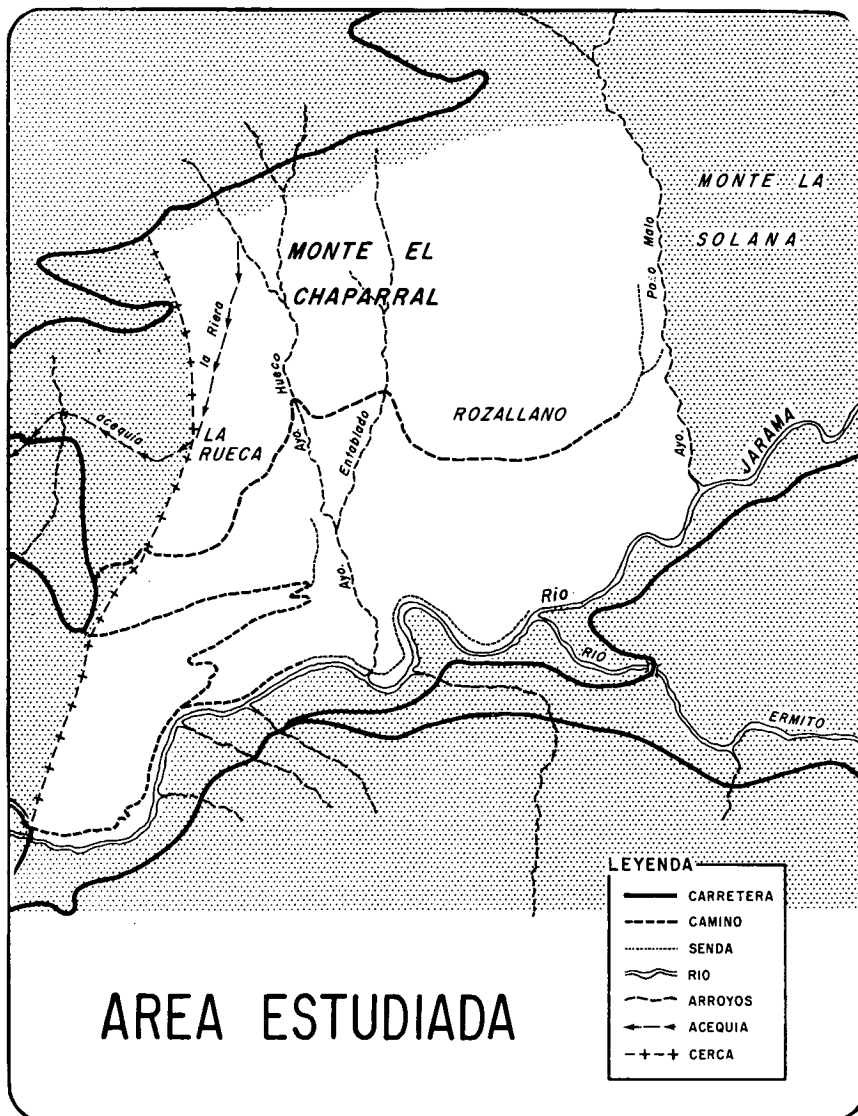 MONTE LA
SOLANA
MONTE EL
CHAPARRAL
Malo
la Riera
Hueco
acequia
LA
RUECA
ROZALLANO
Entablado
Ayo.
Ayo.
JARAMA
Ayo.
Rio
RIO
ERMITO
LEYENDA
CARRETERA
CAMINO
SENDA
RIO
ARROYOS
ACEQUIA
CERCA
AREA ESTUDIADA